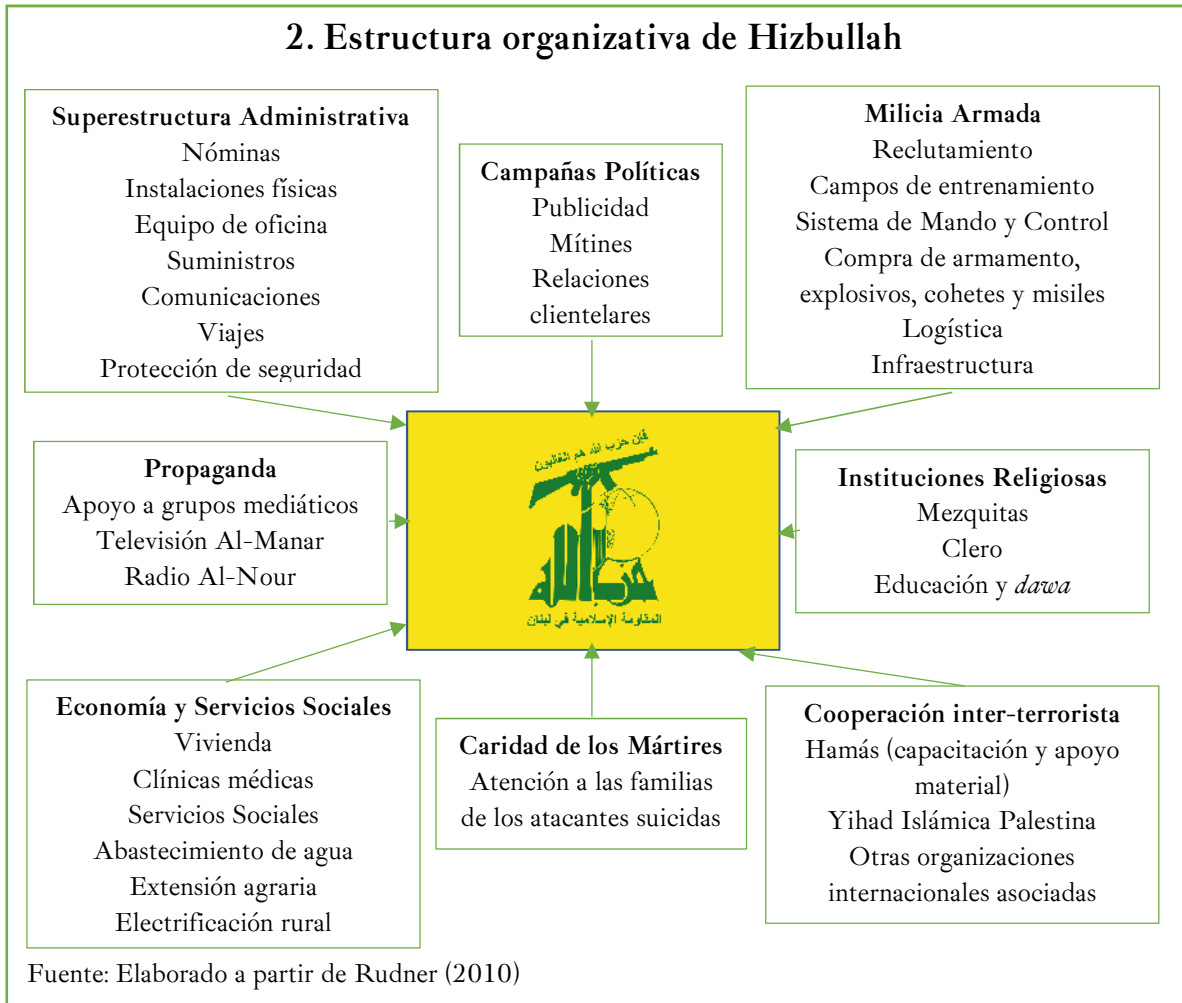 2. Estructura organizativa de Hizbullah
Superestructura Administrativa
Nóminas
Instalaciones físicas
Equipo de oficina
Suministros
Comunicaciones
Viajes
Protección de seguridad
Campañas Políticas
Publicidad
Mítines
Relaciones
clientelares
Milicia Armada
Reclutamiento
Campos de entrenamiento
Sistema de Mando y Control
Compra de armamento,
explosivos, cohetes y misiles
Logística
Infraestructura
Propaganda
Apoyo a grupos mediáticos
Televisión Al-Manar
Radio Al-Nour
فإن حزب الله هم الغالبون
حزب الله
المقاومة الإسلامية في لبنان
Instituciones Religiosas
Mezquitas
Clero
Educación y dawa
Economía y Servicios Sociales
Vivienda
Clínicas médicas
Servicios Sociales
Abastecimiento de agua
Extensión agraria
Electrificación rural
Caridad de los Mártires
Atención a las familias
de los atacantes suicidas
Cooperación inter-terrorista
Hamás (capacitación y apoyo
material)
Yihad Islámica Palestina
Otras organizaciones
internacionales asociadas
Fuente: Elaborado a partir de Rudner (2010)